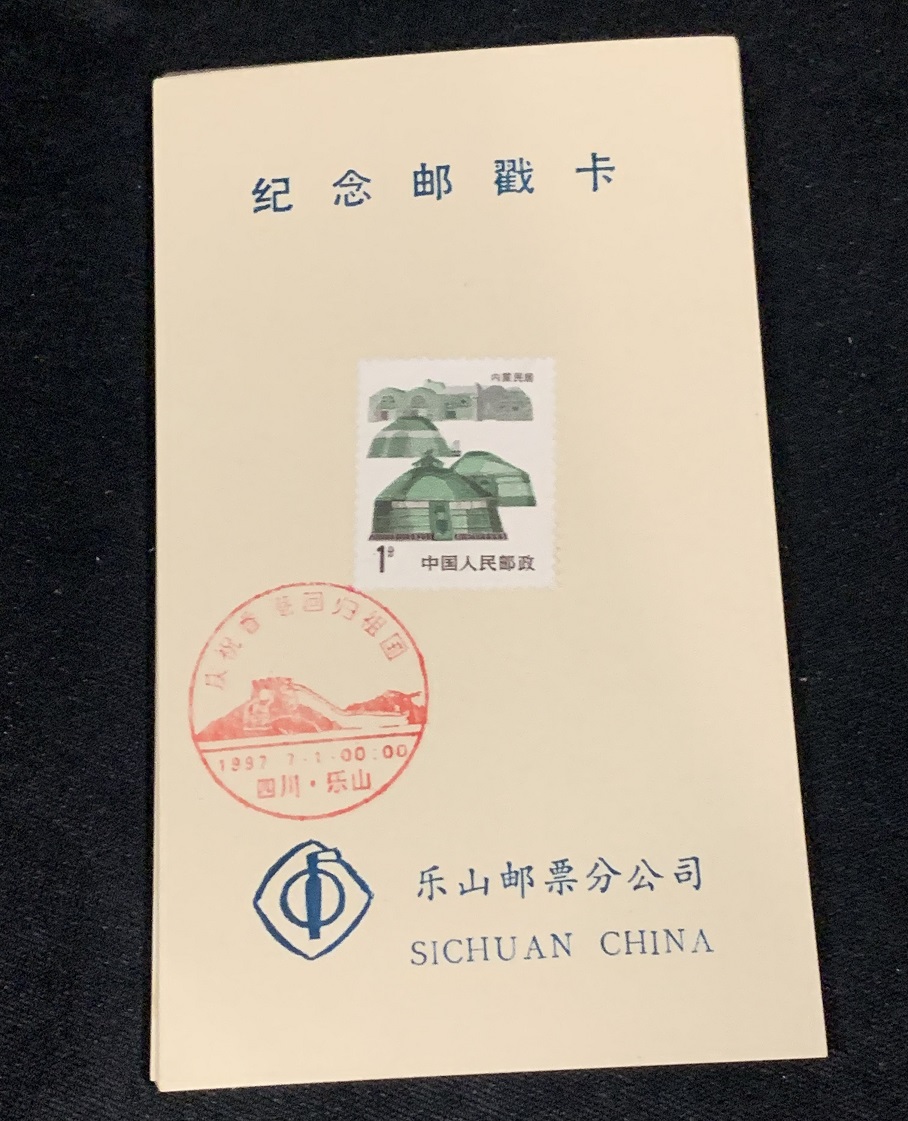 纪念邮戳卡
内蒙民居
1分
中国人民邮政
庆祝香港回归祖国
1997 7-1-00:00
四川·乐山
乐山邮票分公司
SICHUAN CHINA